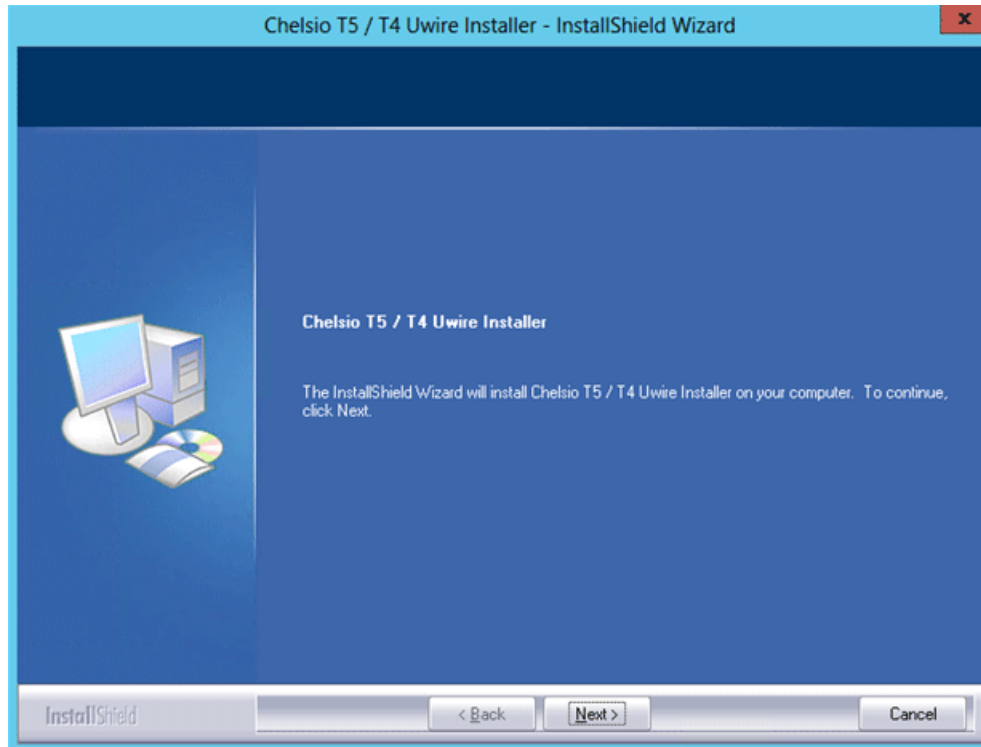 Chelsio T5 / T4 Uwire Installer - InstallShield Wizard
x
Chelsio T5 / T4 Uwire Installer
The InstallShield Wizard will install Chelsio T5 / T4 Uwire Installer on your computer. To continue,
click Next.
InstallShield
< Back
Next >
Cancel